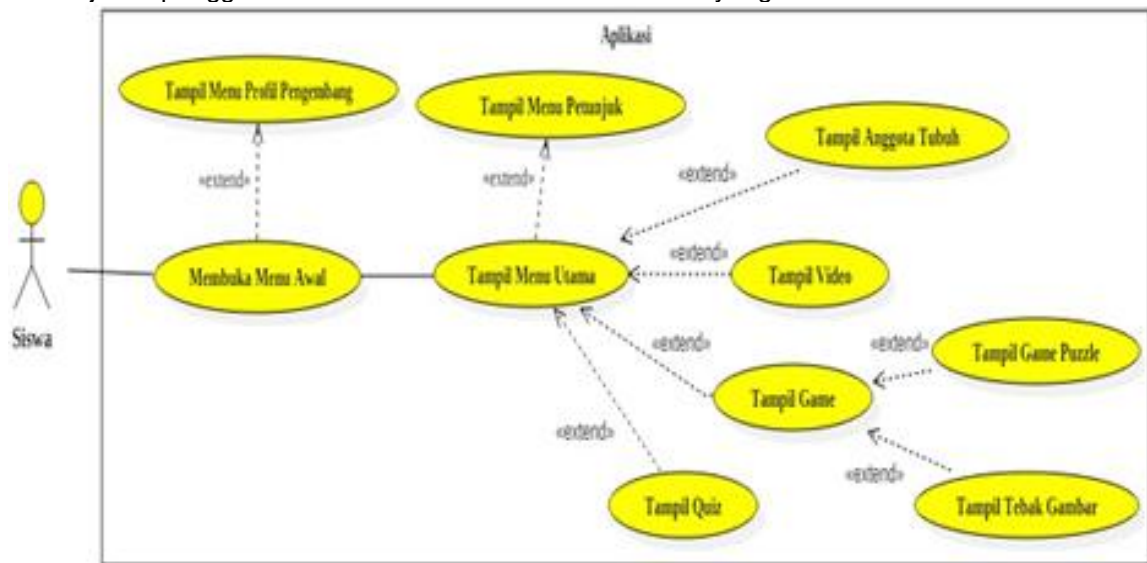 Aplikasi
Tampil Menu Profil Pengembang
Tampil Menu Petunjuk
Tampil Anggota Tubuh
«extend»
«extend»
«extend»
Siswa
Membuka Menu Awal
Tampil Menu Utama
«extend»
Tampil Video
«extend»
«extend»
Tampil Game Puzzle
Tampil Game
«extend»
«extend»
Tampil Quiz
Tampil Tebak Gambar